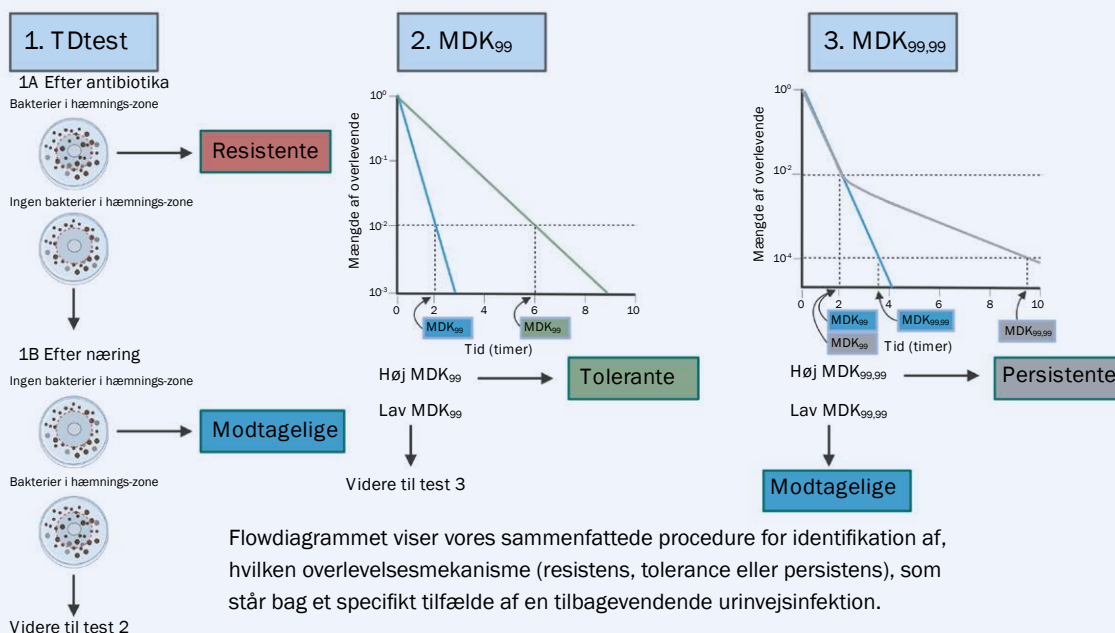 1. TDtest
1A Efter antibiotika
Bakterier i hæmnings-zone
Resistente
Ingen bakterier i hæmnings-zone
1B Efter næring
Ingen bakterier i hæmnings-zone
Modtagelige
Bakterier i hæmnings-zone
Videre til test 2
2. MDK99
Mængde af overlevende
10⁰
10⁻¹
10⁻²
10⁻³
0 2 4 6 8 10
MDK99 MDK99
Tid (timer)
Høj MDK99
Tolerante
Lav MDK99
Videre til test 3
3. MDK99,99
Mængde af overlevende
10⁰
10⁻²
10⁻⁴
0 2 4 6 8 10
MDK99 MDK99,99 MDK99,99
MDK99
Tid (timer)
Høj MDK99,99
Persistente
Lav MDK99,99
Modtagelige
Flowdiagrammet viser vores sammenfattede procedure for identifikation af,
hvilken overlevelsesmekanisme (resistens, tolerance eller persistens), som
står bag et specifikt tilfælde af en tilbagevendende urinvejsinfektion.